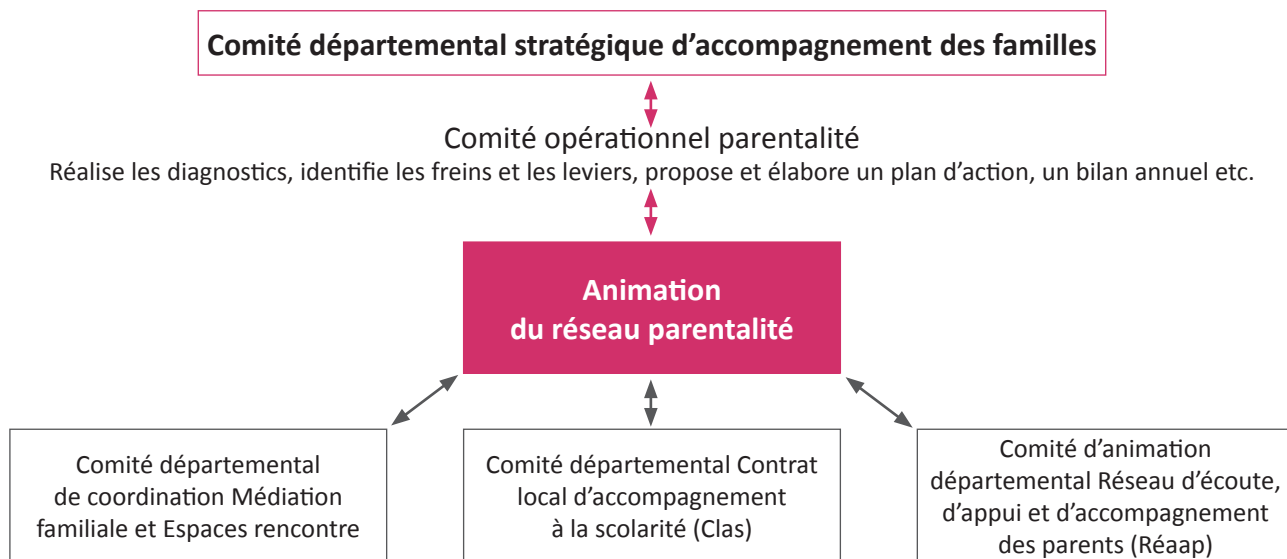 Comité départemental stratégique d’accompagnement des familles
Comité opérationnel parentalité
Réalise les diagnostics, identifie les freins et les leviers, propose et élabore un plan d’action, un bilan annuel etc.
Animation
du réseau parentalité
Comité départemental
de coordination Médiation
familiale et Espaces rencontre
Comité départemental Contrat
local d’accompagnement
à la scolarité (Clas)
Comité d’animation
départemental Réseau d’écoute,
d’appui et d’accompagnement
des parents (Réaap)